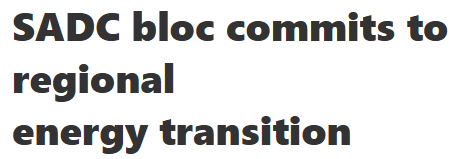 SADC bloc commits to
regional
energy transition